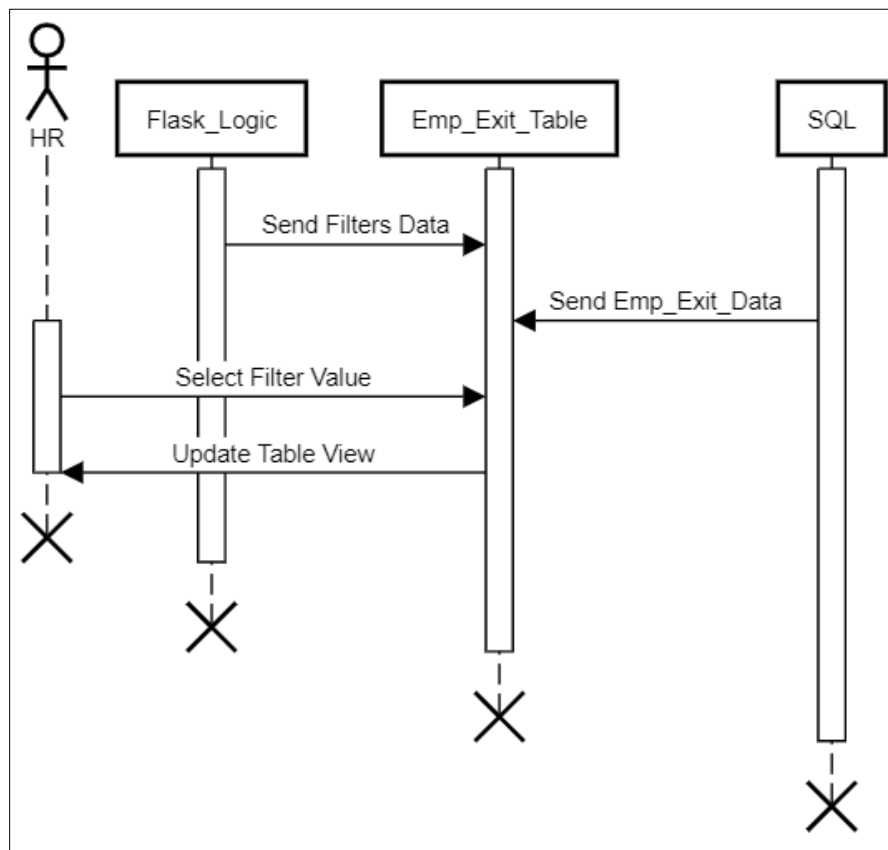 HR
Flask_Logic
Emp_Exit_Table
SQL
Send Filters Data
Send Emp_Exit_Data
Select Filter Value
Update Table View